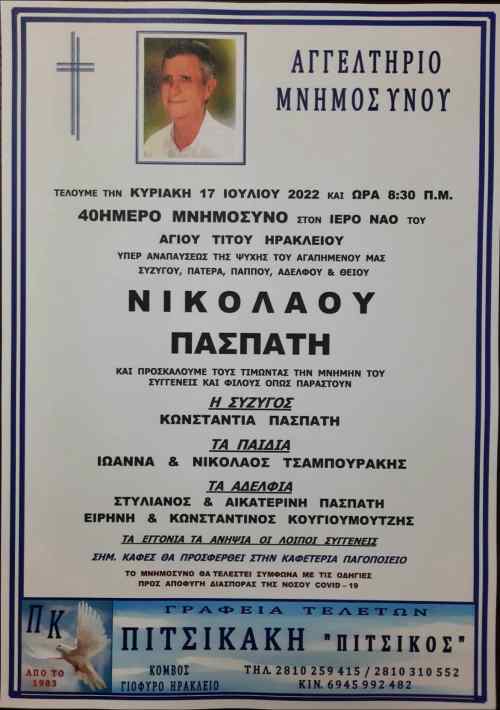 ΑΓΓΕΛΤΗΡΙΟ
ΜΝΗΜΟΣΥΝΟΥ
ΤΕΛΟΥΜΕ ΤΗΝ ΚΥΡΙΑΚΗ 17 ΙΟΥΛΙΟΥ 2022 ΚΑΙ ΩΡΑ 8:30 Π.Μ.
40ΗΜΕΡΟ ΜΝΗΜΟΣΥΝΟ ΣΤΟΝ ΙΕΡΟ ΝΑΟ ΤΟΥ
ΑΓΙΟΥ ΤΙΤΟΥ ΗΡΑΚΛΕΙΟΥ
ΥΠΕΡ ΑΝΑΠΑΥΣΕΩΣ ΤΗΣ ΨΥΧΗΣ ΤΟΥ ΑΓΑΠΗΜΕΝΟΥ ΜΑΣ
ΣΥΖΥΓΟΥ, ΠΑΤΕΡΑ, ΠΑΠΠΟΥ, ΑΔΕΛΦΟΥ & ΘΕΙΟΥ
ΝΙΚΟΛΑΟΥ
ΠΑΣΠΑΤΗ
ΚΑΙ ΠΡΟΣΚΑΛΟΥΜΕ ΤΟΥΣ ΤΙΜΩΝΤΑΣ ΤΗΝ ΜΝΗΜΗΝ ΤΟΥ
ΣΥΓΓΕΝΕΙΣ ΚΑΙ ΦΙΛΟΥΣ ΟΠΩΣ ΠΑΡΑΣΤΟΥΝ
Η ΣΥΖΥΓΟΣ
ΚΩΝΣΤΑΝΤΙΑ ΠΑΣΠΑΤΗ
ΤΑ ΠΑΙΔΙΑ
ΙΩΑΝΝΑ & ΝΙΚΟΛΑΟΣ ΤΣΑΜΠΟΥΡΑΚΗΣ
ΤΑ ΑΔΕΛΦΙΑ
ΣΤΥΛΙΑΝΟΣ & ΑΙΚΑΤΕΡΙΝΗ ΠΑΣΠΑΤΗ
ΕΙΡΗΝΗ & ΚΩΝΣΤΑΝΤΙΝΟΣ ΚΟΥΓΙΟΥΜΟΥΤΖΗΣ
ΤΑ ΕΓΓΟΝΙΑ ΤΑ ΑΝΗΨΙΑ ΟΙ ΛΟΙΠΟΙ ΣΥΓΓΕΝΕΙΣ
ΣΗΜ. ΚΑΦΕΣ ΘΑ ΠΡΟΣΦΕΡΘΕΙ ΣΤΗΝ ΚΑΦΕΤΕΡΙΑ ΠΑΓΟΠΟΙΕΙΟ
ΤΟ ΜΝΗΜΟΣΥΝΟ ΘΑ ΤΕΛΕΣΤΕΙ ΣΥΜΦΩΝΑ ΜΕ ΤΙΣ ΟΔΗΓΙΕΣ
ΠΡΟΣ ΑΠΟΦΥΓΗ ΔΙΑΣΠΟΡΑΣ ΤΗΣ ΝΟΣΟΥ COVID-19
ΠΚ
ΑΠΟ ΤΟ
1983
ΓΡΑΦΕΙΑ ΤΕΛΕΤΩΝ
ΠΙΤΣΙΚΑΚΗ "ΠΙΤΣΙΚΟΣ"
ΚΟΜΒΟΣ
ΓΙΟΦΥΡΟ ΗΡΑΚΛΕΙΟ
ΤΗΛ. 2810 259 415 / 2810 310 552
ΚΙΝ. 6945 992 482